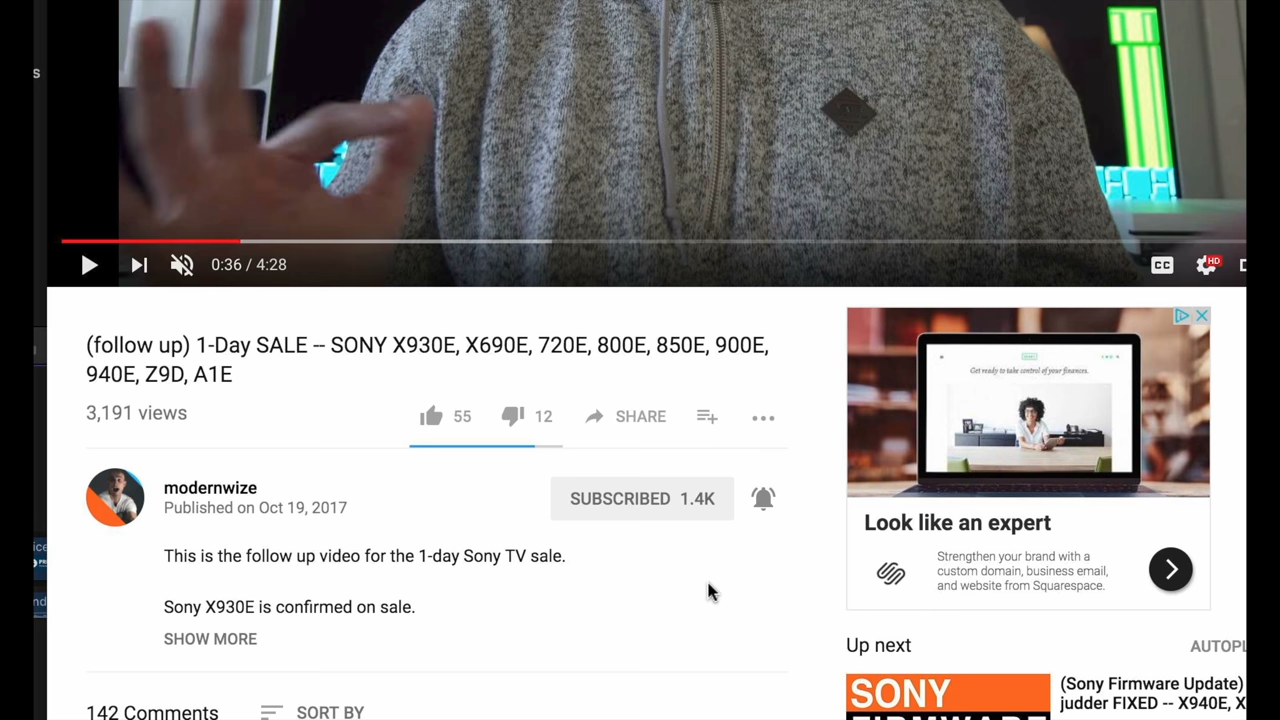 s
0:36 / 4:28
CC
HD
(follow up) 1-Day SALE -- SONY X930E, X690E, 720E, 800E, 850E, 900E,
940E, Z9D, A1E
3,191 views
55
12
SHARE
modernwize
Published on Oct 19, 2017
SUBSCRIBED 1.4K
This is the follow up video for the 1-day Sony TV sale.
Sony X930E is confirmed on sale.
SHOW MORE
142 Comments
SORT BY
Get ready to take control of your finances.
Look like an expert
Strengthen your brand with a
custom domain, business email,
and website from Squarespace.
Up next
AUTOPL
SONY
FIRMWARE
(Sony Firmware Update)
judder FIXED -- X940E, X